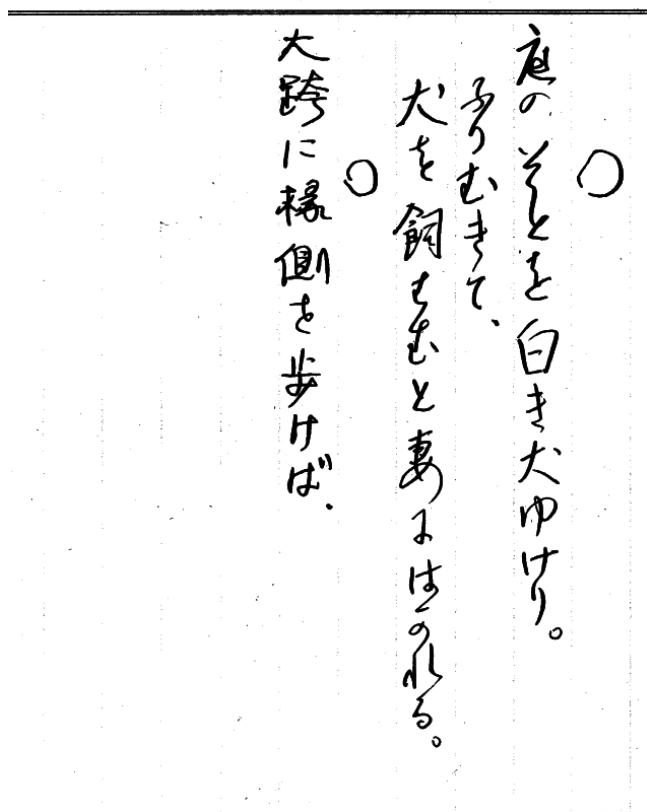 ○
庭のそとを白き犬ゆけり。
ふりむきて、
犬を飼はむと妻にはかれる。
○
大跨に椽側を歩けば、